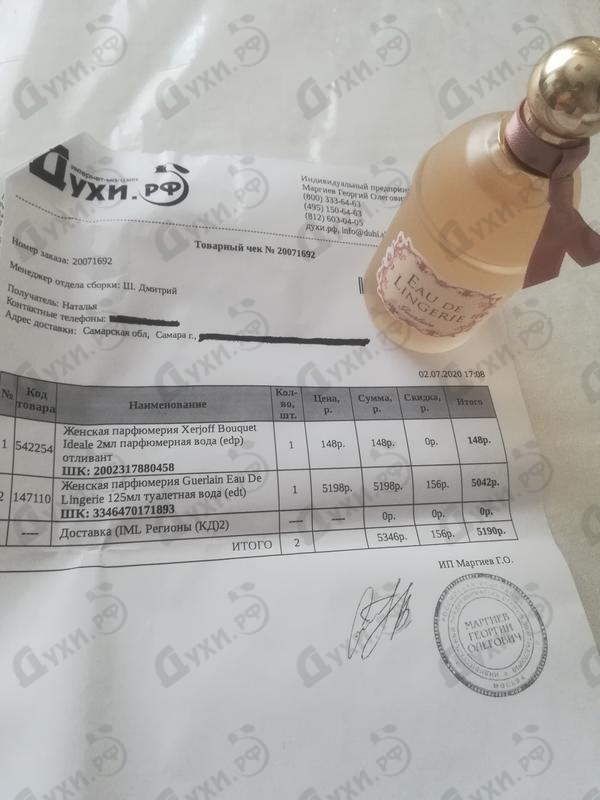 интернет-магазин
Духи.рф
Индивидуальный
Маргиев Георгий
(800) 333-64-63
(495) 150-64-63
(812) 603-04-05
духи.рф,
Товарный чек № 20071692
Номер заказа: 20071692
Менеджер отдела сборки: Ш. Дмитрий
Получатель: Наталья
Контактные телефоны:
Адрес доставки: Самарская обл, Самара г.,
EAU DE
LINGERIE
Guerlain
02.07.2020 17:08
№ Код товара Наименование Кол-во, шт. Цена, р. Сумма, р. Скидка, р. Итого
1 542254 Женская парфюмерия Xerjoff Bouquet
Ideale 2мл парфюмерная вода (edp)
отливант
ШК: 2002317880458 1 148р. 148р. 0р. 148р.
2 147110 Женская парфюмерия Guerlain Eau De
Lingerie 125мл туалетная вода (edt)
ШК: 3346470171893 1 5198р. 5198р. 156р. 5042р.
---- Доставка (IML Регионы (КД)2) ---- ---- 0р. 0р. 0р.
ИТОГО 2 5346р. 156р. 5190р.
ИП Маргиев Г.О.
МАРГИЕВ
ГЕОРГИЙ
ОЛЕГОВИЧ